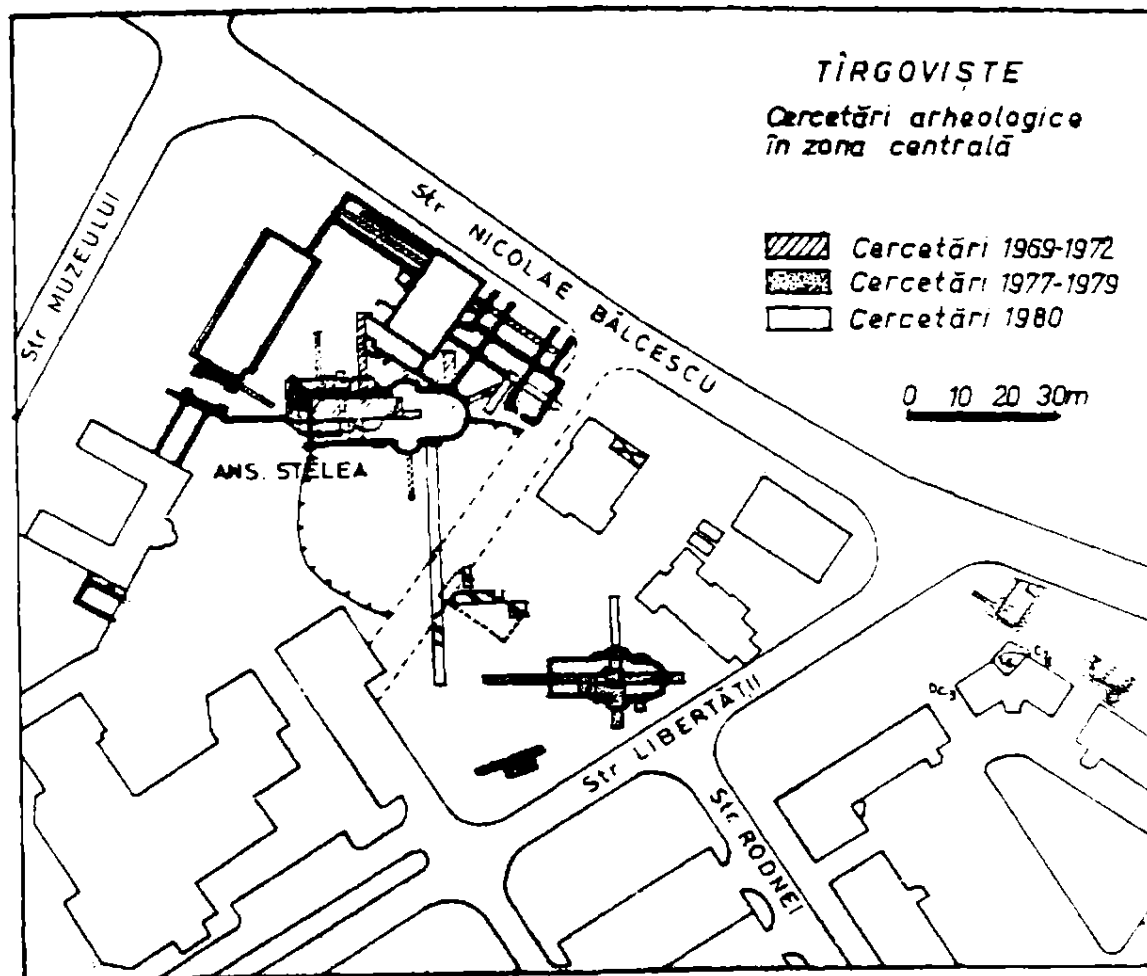 TÎRGOVIȘTE
Cercetări arheologice
în zona centrală
Cercetări 1969-1972
Cercetări 1977-1979
Cercetări 1980
0 10 20 30m
Str NICOLAE BĂLCESCU
Str MUZEULUI
ANS. STELEA
Str LIBERTĂȚII
Str. RODNEI